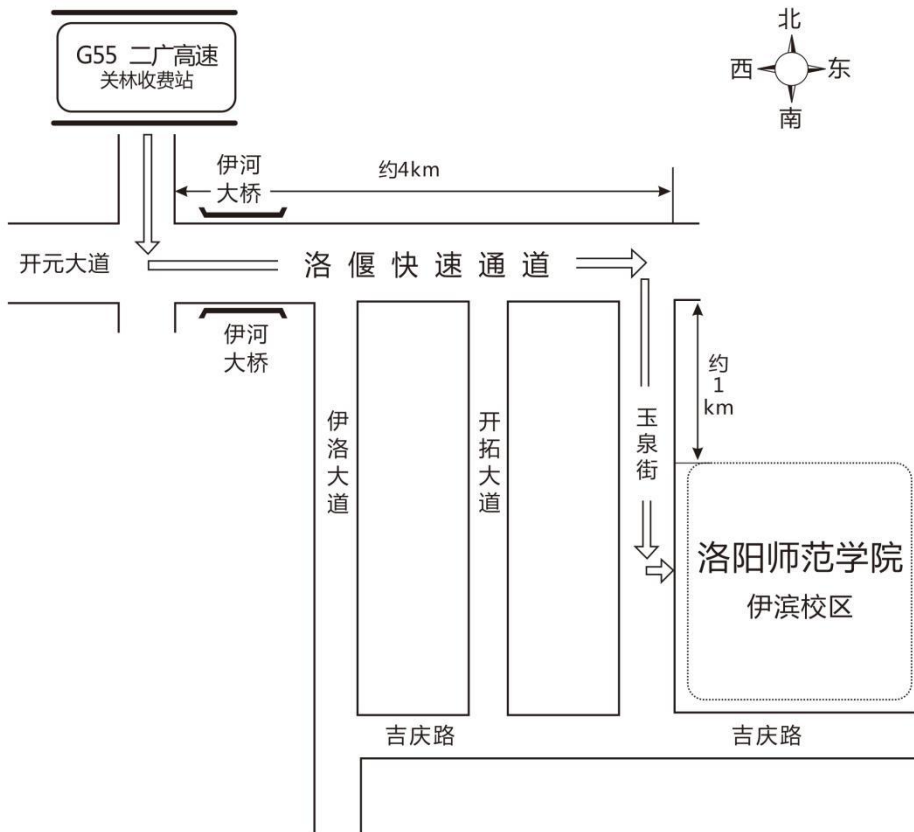 G55 二广高速
关林收费站
北
西
东
南
伊河
大桥
约4km
开元大道
洛偃快速通道
伊河
大桥
约
1
km
伊洛大道
开拓大道
玉泉街
洛阳师范学院
伊滨校区
吉庆路
吉庆路